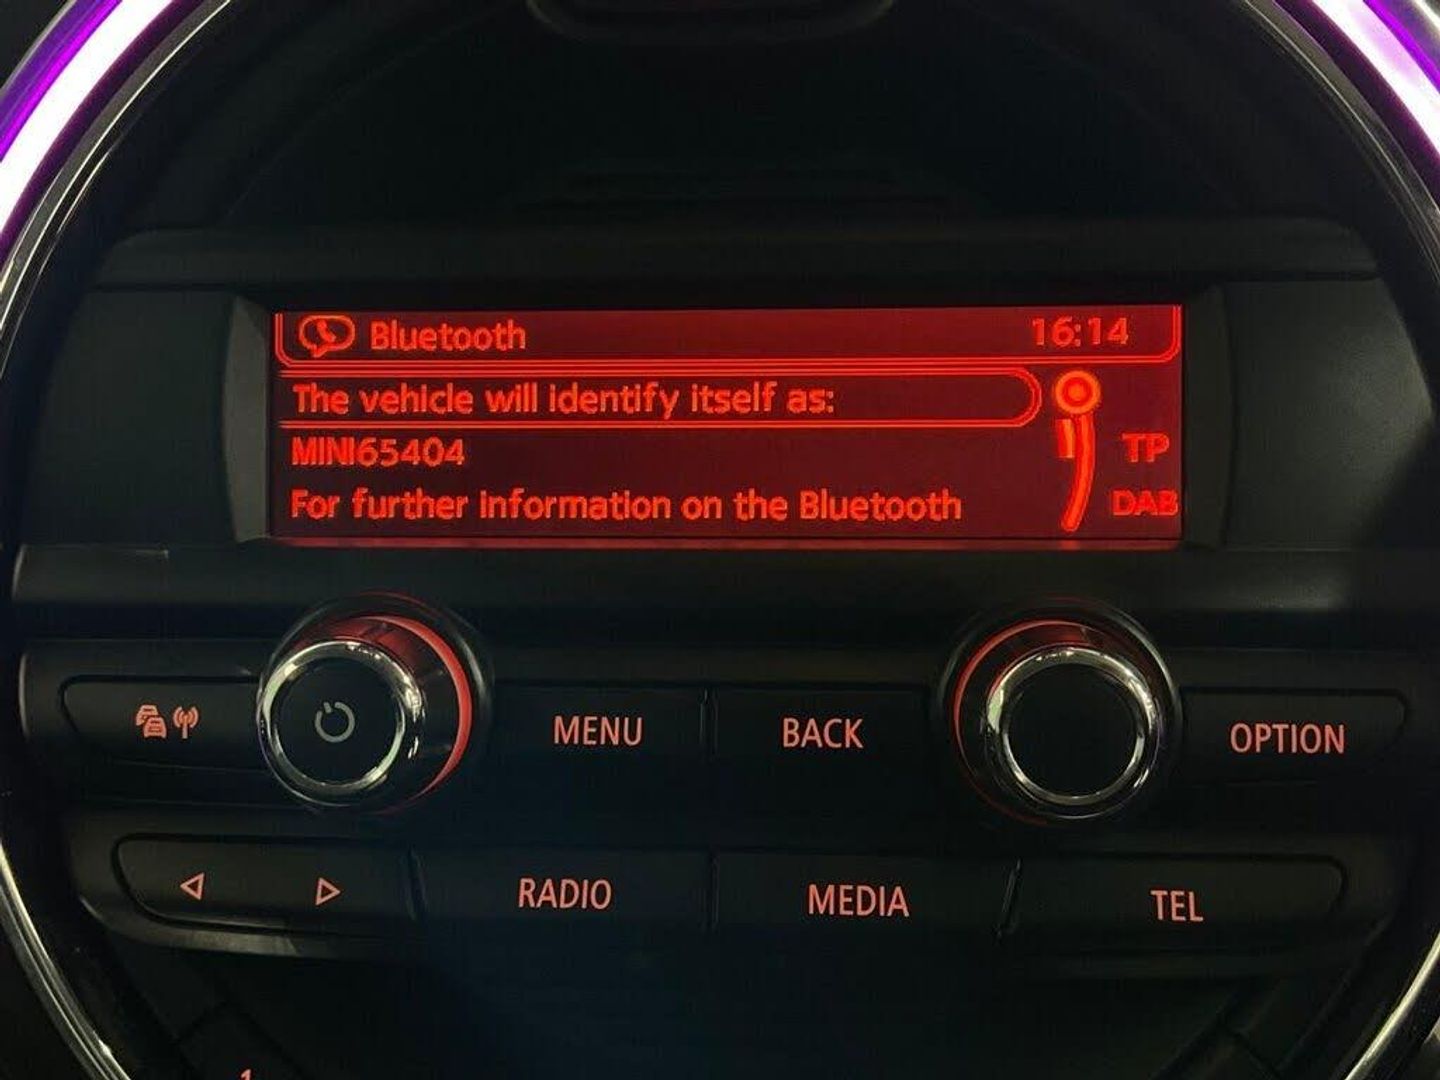 Bluetooth 16:14
The vehicle will identify itself as:
MINI65404 TP
For further information on the Bluetooth DAB
MENU BACK OPTION
RADIO MEDIA TEL
1